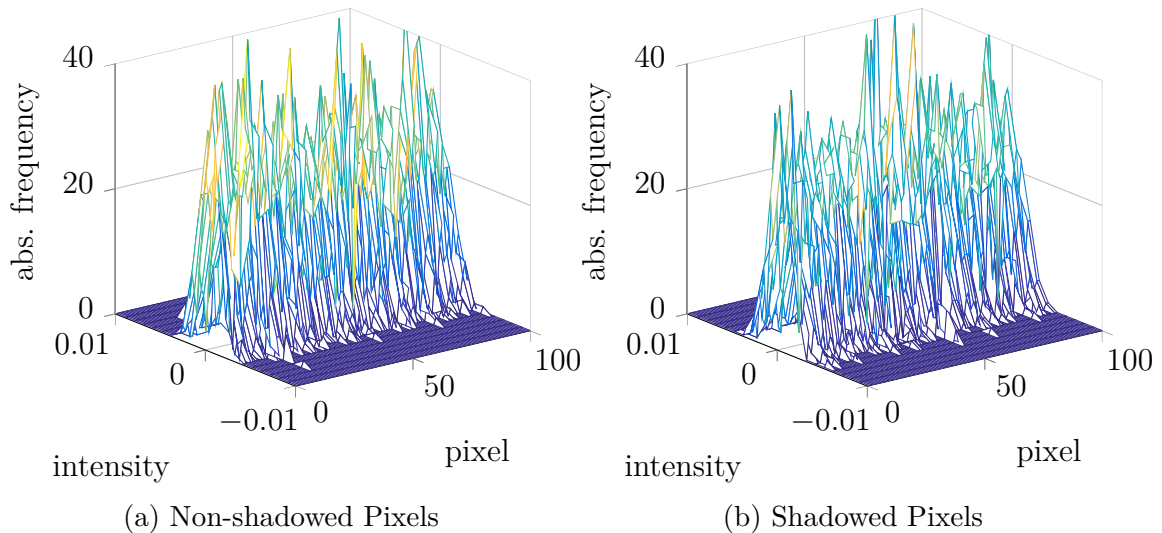 40
20
0
abs. frequency
0.01
0
−0.01
intensity
0
50
100
pixel
(a) Non-shadowed Pixels
40
20
0
abs. frequency
0.01
0
−0.01
intensity
0
50
100
pixel
(b) Shadowed Pixels